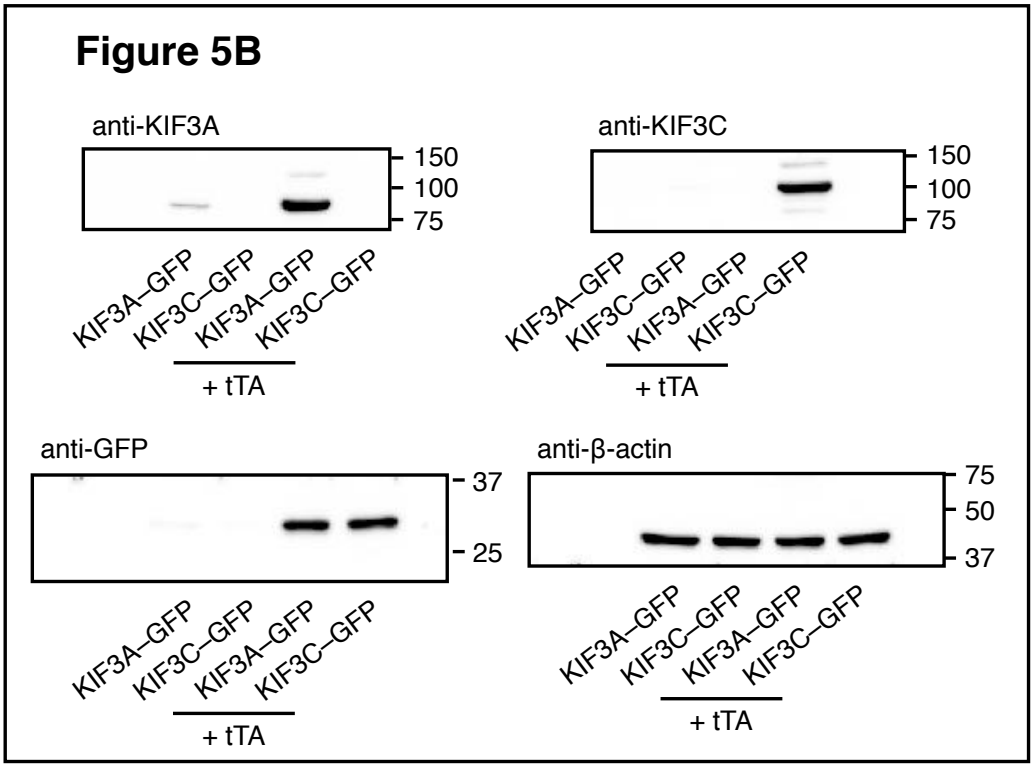 Figure 5B
anti-KIF3A
150
100
75
KIF3A–GFP
KIF3C–GFP
KIF3A–GFP
KIF3C–GFP
+ tTA
anti-KIF3C
150
100
75
KIF3A–GFP
KIF3C–GFP
KIF3A–GFP
KIF3C–GFP
+ tTA
anti-GFP
37
25
KIF3A–GFP
KIF3C–GFP
KIF3A–GFP
KIF3C–GFP
+ tTA
anti-β-actin
75
50
37
KIF3A–GFP
KIF3C–GFP
KIF3A–GFP
KIF3C–GFP
+ tTA